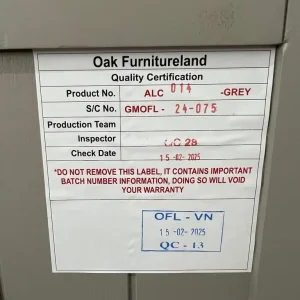 Oak Furnitureland
Quality Certification
Product No. ALC 014 -GREY
S/C No. GMOFL - 24-075
Production Team
Inspector QC 28
Check Date 15-02-2025
*DO NOT REMOVE THIS LABEL, IT CONTAINS IMPORTANT
BATCH NUMBER INFORMATION, DOING SO WILL VOID
YOUR WARRANTY*
OFL - VN
15 -02- 2025
QC - 13